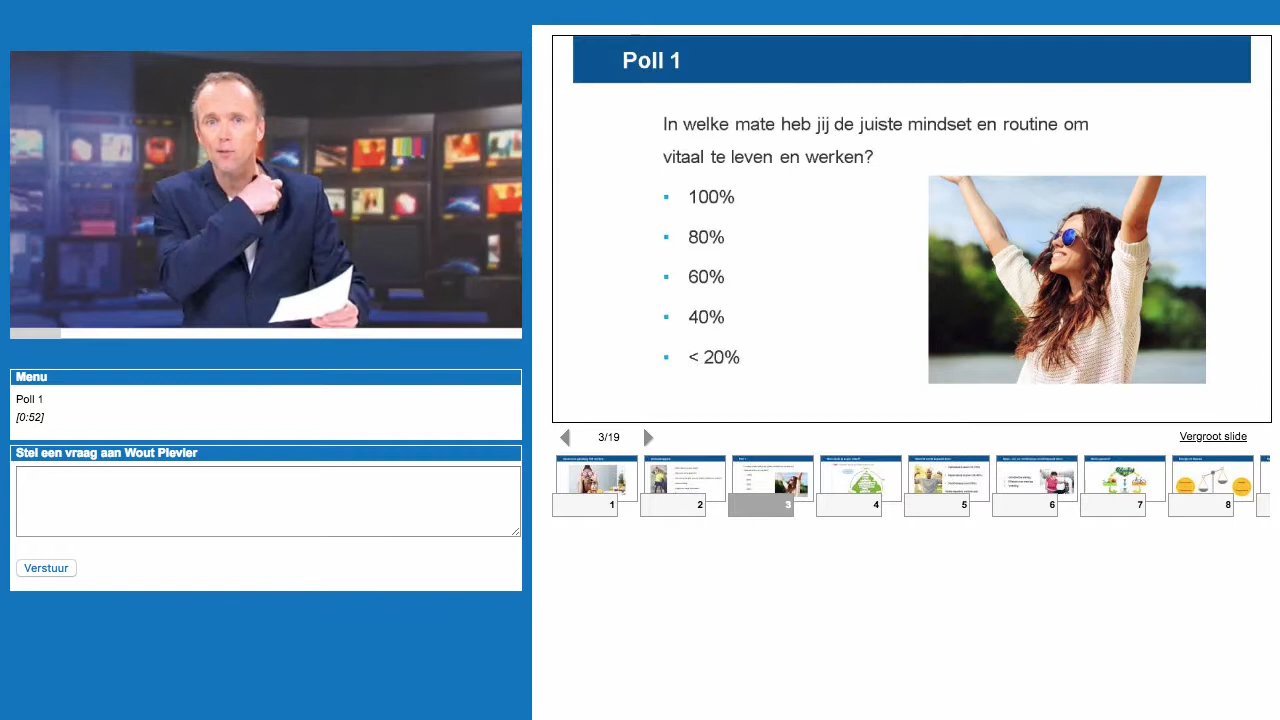 Poll 1
In welke mate heb jij de juiste mindset en routine om
vitaal te leven en werken?
100%
80%
60%
40%
< 20%
Menu
Poll 1
[0:52]
Stel een vraag aan Wout Plevier
Verstuur
3/19
Vergroot slide
1
2
3
4
5
6
7
8